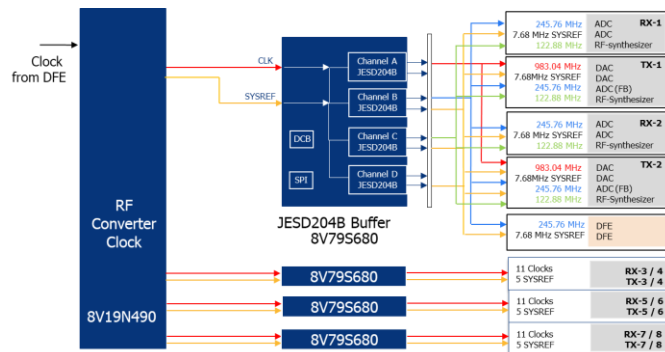 Clock
from DFE
RF
Converter
Clock
8V19N490
CLK
SYSREF
Channel A
JESD204B
Channel B
JESD204B
Channel C
JESD204B
Channel D
JESD204B
DCB
SPI
JESD204B Buffer
8V79S680
8V79S680
8V79S680
8V79S680
245.76 MHz ADC RX-1
7.68 MHz SYSREF ADC
122.88 MHz RF-synthesizer
983.04 MHz DAC TX-1
7.68MHz SYSREF DAC
245.76 MHz ADC(FB)
122.88 MHz RF-Synthesizer
245.76 MHz ADC RX-2
7.68 MHz SYSREF ADC
122.88 MHz RF-synthesizer
983.04 MHz DAC TX-2
7.68MHz SYSREF DAC
245.76 MHz ADC(FB)
122.88 MHz RF-Synthesizer
245.76 MHz DFE
7.68 MHz SYSREF DFE
11 Clocks RX-3 / 4
5 SYSREF TX-3 / 4
11 Clocks RX-5 / 6
5 SYSREF TX-5 / 6
11 Clocks RX-7 / 8
5 SYSREF TX-7 / 8